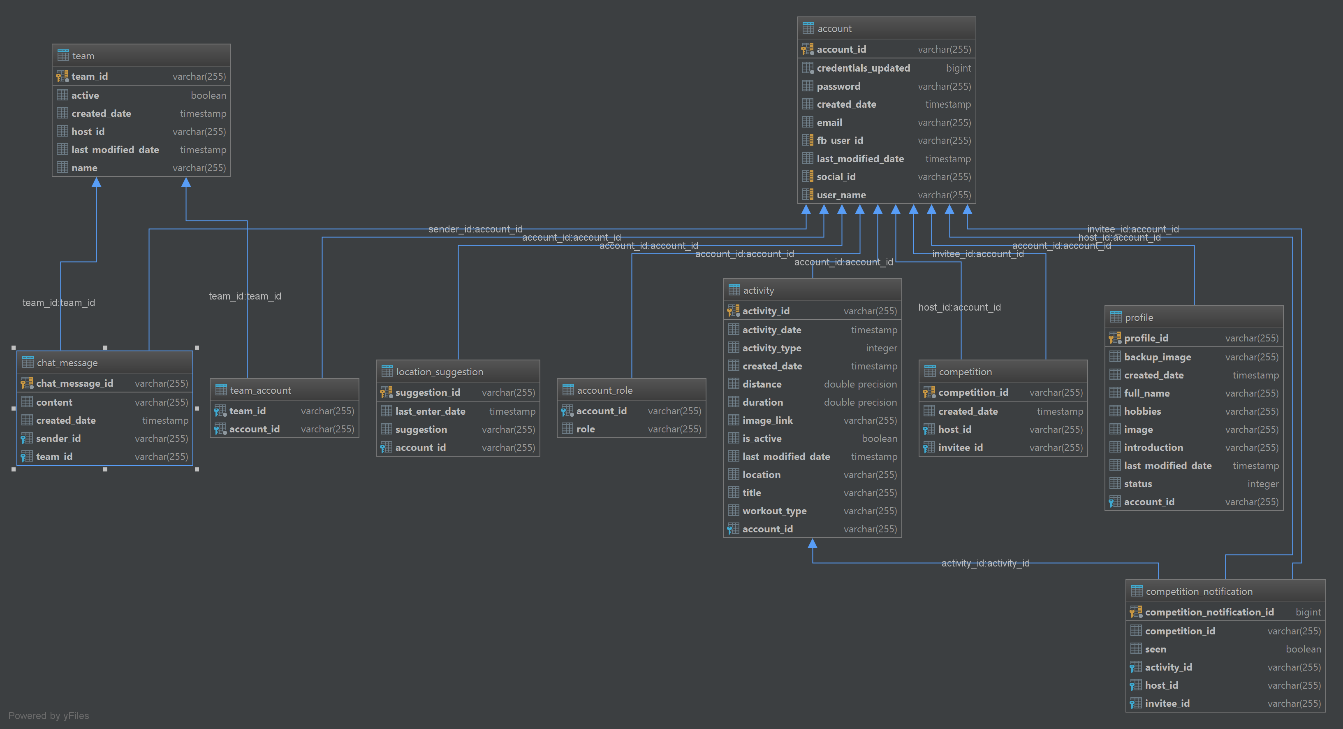 account
account_id varchar(255)
credentials_updated bigint
password varchar(255)
created_date timestamp
email varchar(255)
fb_user_id varchar(255)
last_modified_date timestamp
social_id varchar(255)
user_name varchar(255)
team
team_id varchar(255)
active boolean
created_date timestamp
host_id varchar(255)
last_modified_date timestamp
name varchar(255)
sender_id:account_id
account_id:account_id
account_id:account_id
account_id:account_id
account_id:account_id
invitee_id:account_id
host_id:account_id
account_id:account_id
invitee_id:account_id
team_id:team_id
team_id:team_id
host_id:account_id
chat_message
chat_message_id varchar(255)
content varchar(255)
created_date timestamp
sender_id varchar(255)
team_id varchar(255)
team_account
team_id varchar(255)
account_id varchar(255)
location_suggestion
suggestion_id varchar(255)
last_enter_date timestamp
suggestion varchar(255)
account_id varchar(255)
account_role
account_id varchar(255)
role varchar(255)
activity
activity_id varchar(255)
activity_date timestamp
activity_type integer
created_date timestamp
distance double precision
duration double precision
image_link varchar(255)
is_active boolean
last_modified_date timestamp
location varchar(255)
title varchar(255)
workout_type varchar(255)
account_id varchar(255)
competition
competition_id varchar(255)
created_date timestamp
host_id varchar(255)
invitee_id varchar(255)
profile
profile_id varchar(255)
backup_image varchar(255)
created_date timestamp
full_name varchar(255)
hobbies varchar(255)
image varchar(255)
introduction varchar(255)
last_modified_date timestamp
status integer
account_id varchar(255)
activity_id:activity_id
competition_notification
competition_notification_id bigint
competition_id varchar(255)
seen boolean
activity_id varchar(255)
host_id varchar(255)
invitee_id varchar(255)
Powered by yFiles